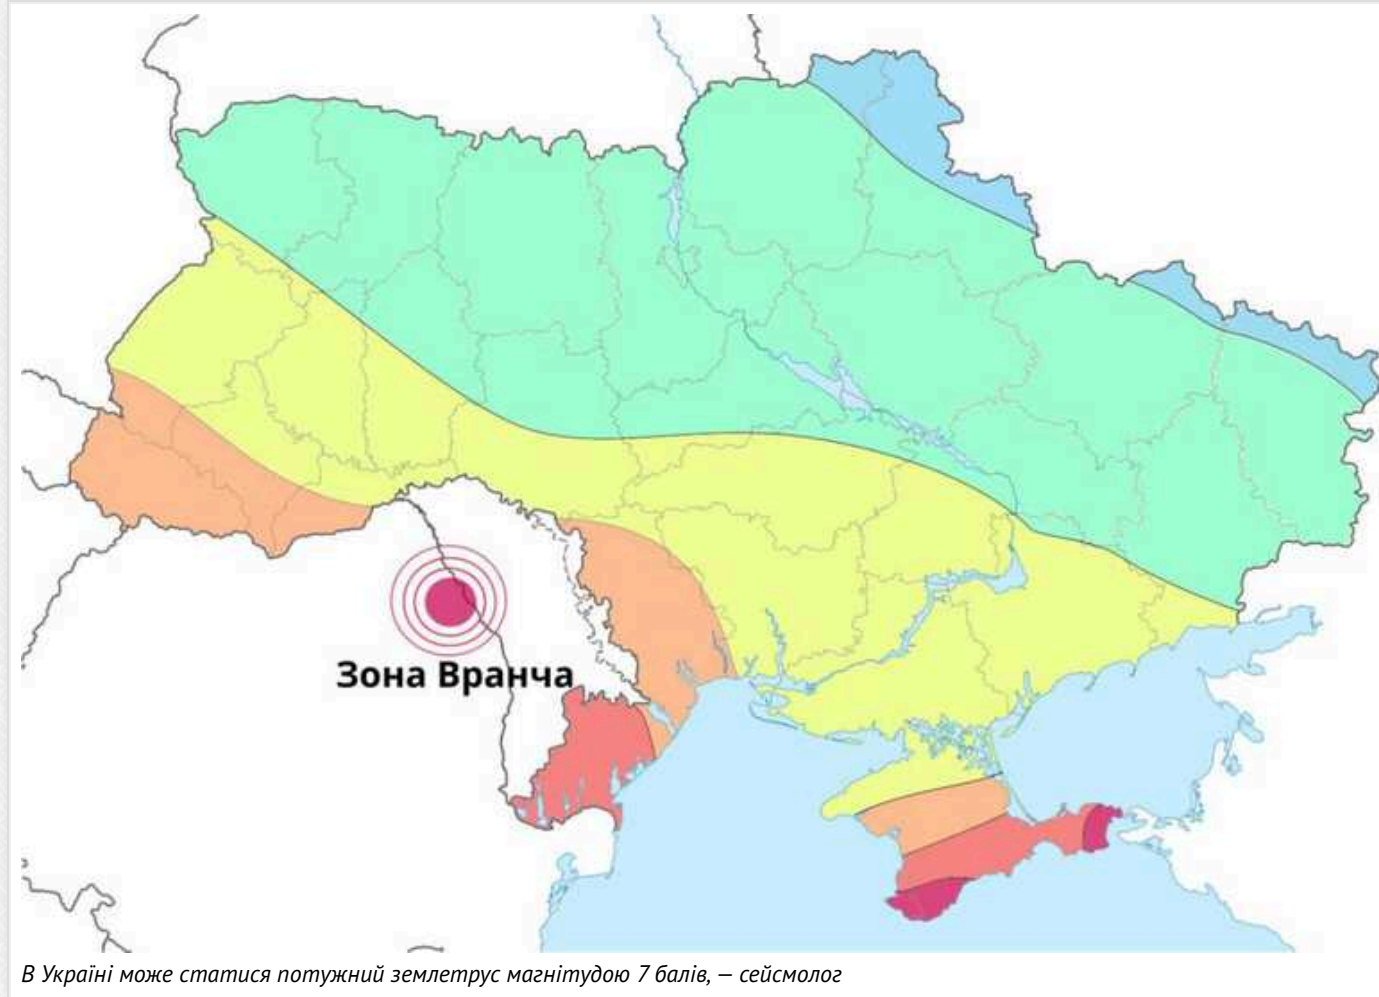 Зона Вранча
В Україні може статися потужний землетрус магнітудою 7 балів, — сейсмолог